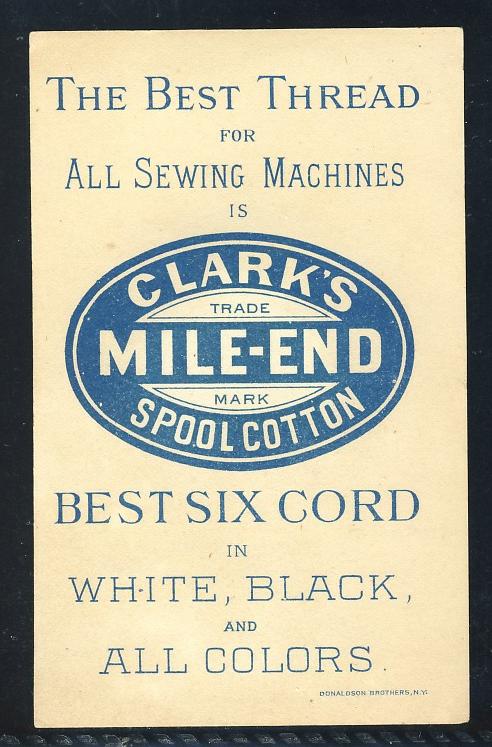 THE BEST THREAD
FOR
ALL SEWING MACHINES
IS
CLARK'S
TRADE
MILE-END
MARK
SPOOL COTTON
BEST SIX CORD
IN
WHITE, BLACK,
AND
ALL COLORS.
DONALDSON BROTHERS, N.Y.